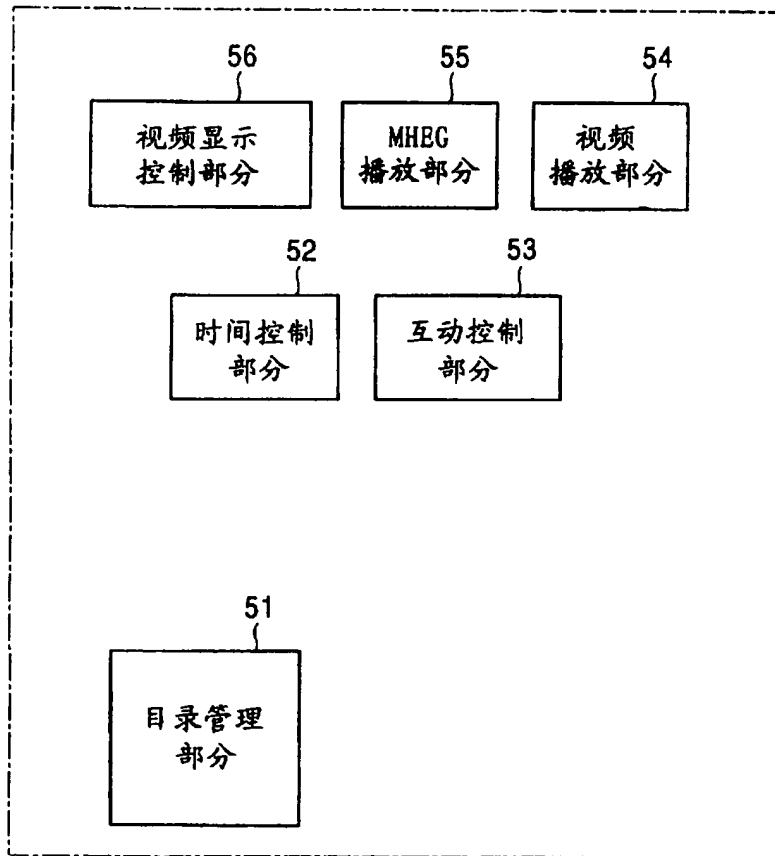 56
55
54
视频显示
控制部分
MHEG
播放部分
视频
播放部分
52
53
时间控制
部分
互动控制
部分
51
目录管理
部分